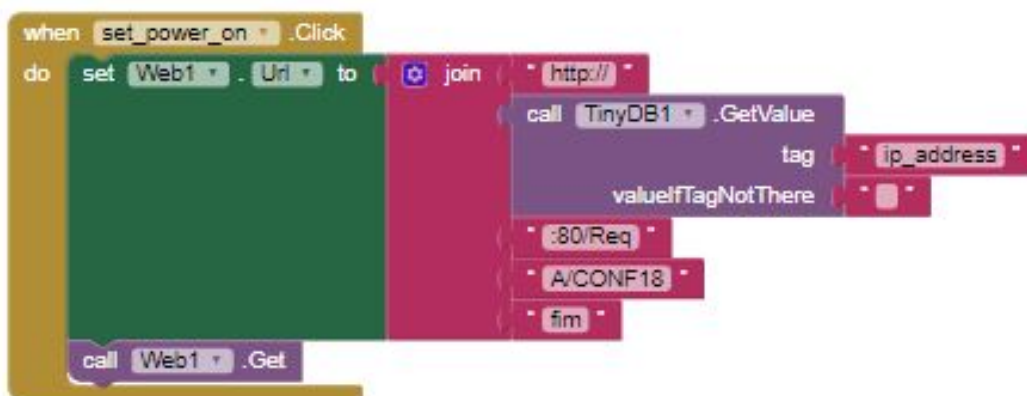 when set_power_on .Click
do set Web1 . Url to join " http:// "
call TinyDB1 .GetValue
tag " ip_address "
valueIfTagNotThere " "
" :80/Req "
" A/CONF18 "
" fim "
call Web1 .Get